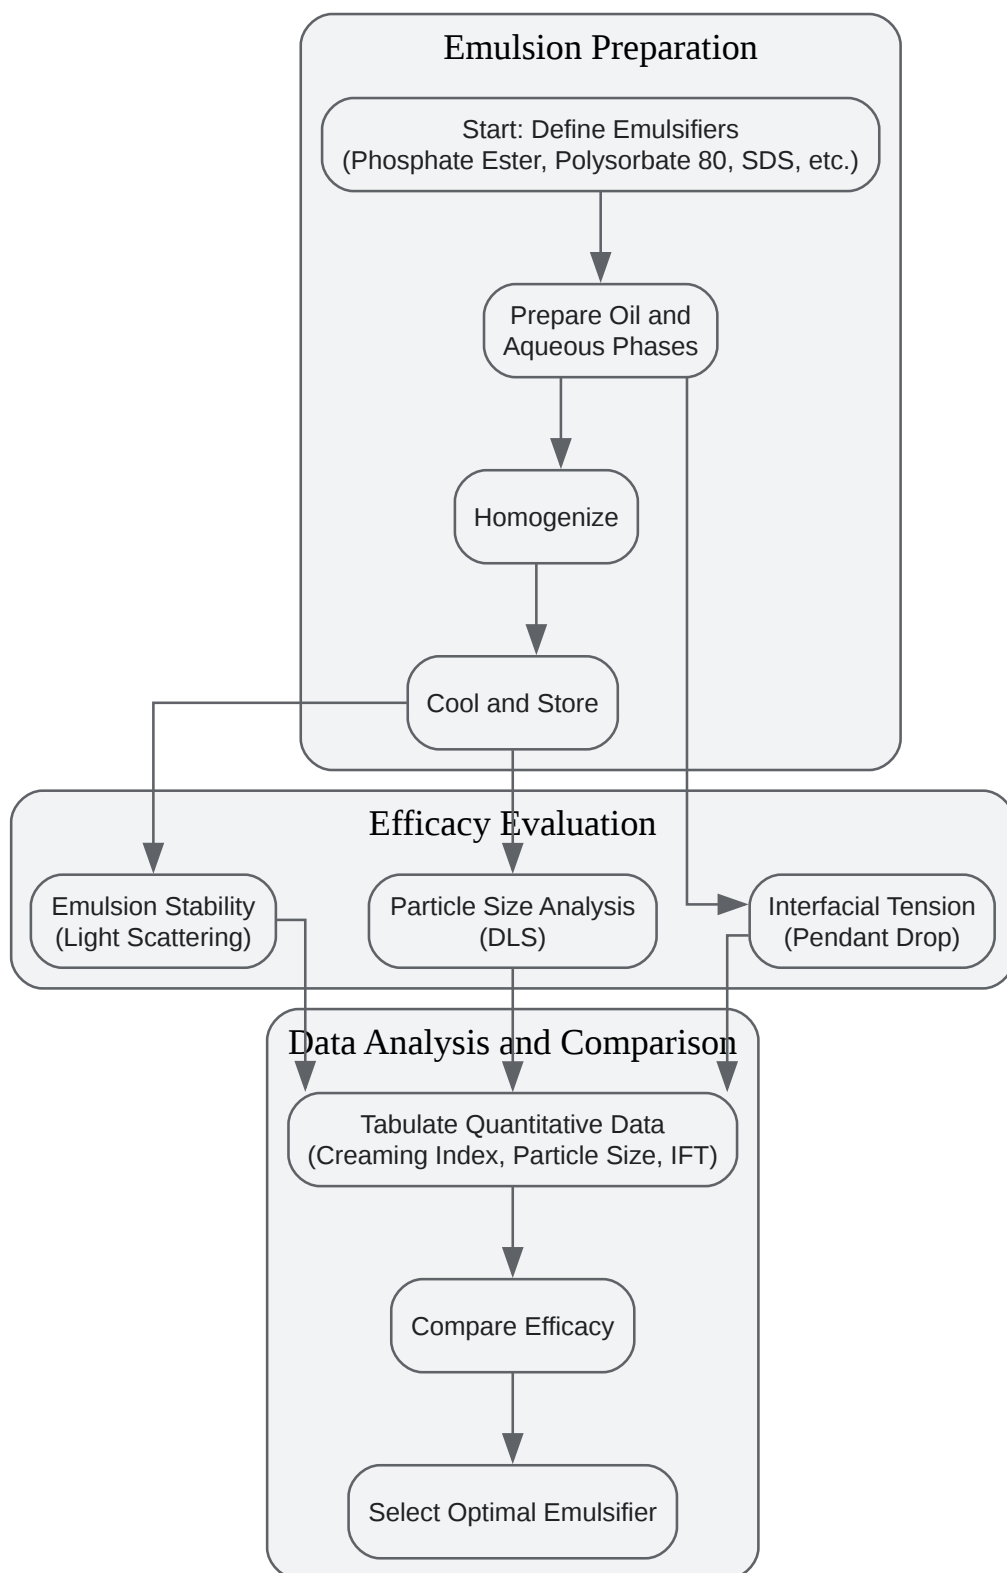 Emulsion Preparation
Start: Define Emulsifiers
(Phosphate Ester, Polysorbate 80, SDS, etc.)
Prepare Oil and
Aqueous Phases
Homogenize
Cool and Store
Efficacy Evaluation
Emulsion Stability
(Light Scattering)
Particle Size Analysis
(DLS)
Interfacial Tension
(Pendant Drop)
Data Analysis and Comparison
Tabulate Quantitative Data
(Creaming Index, Particle Size, IFT)
Compare Efficacy
Select Optimal Emulsifier